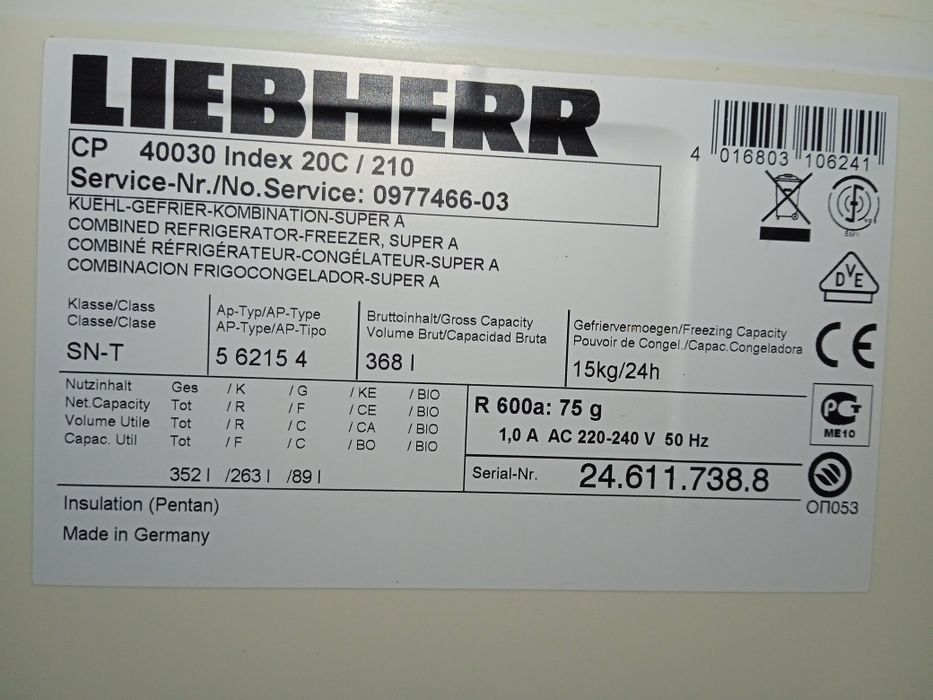 LIEBHERR
CP 40030 Index 20C / 210
Service-Nr./No.Service: 0977466-03
KUEHL-GEFRIER-KOMBINATION-SUPER A
COMBINED REFRIGERATOR-FREEZER, SUPER A
COMBINÉ RÉFRIGÉRATEUR-CONGÉLATEUR-SUPER A
COMBINACION FRIGOCONGELADOR-SUPER A
4 016803 106241
DVE
CE
Klasse/Class
Classe/Clase
SN-T
Ap-Typ/AP-Type
AP-Type/AP-Tipo
5 6215 4
Bruttoinhalt/Gross Capacity
Volume Brut/Capacidad Bruta
368 l
Gefriervermoegen/Freezing Capacity
Pouvoir de Congel./Capac.Congeladora
15kg/24h
Nutzinhalt Ges / K / G / KE / BIO
Net.Capacity Tot / R / F / CE / BIO
Volume Utile Tot / R / C / CA / BIO
Capac. Util Tot / F / C / BO / BIO
352 l /263 l /89 l
R 600a: 75 g
1,0 A AC 220-240 V 50 Hz
Serial-Nr. 24.611.738.8
PCT
ME10
ОП053
Insulation (Pentan)
Made in Germany